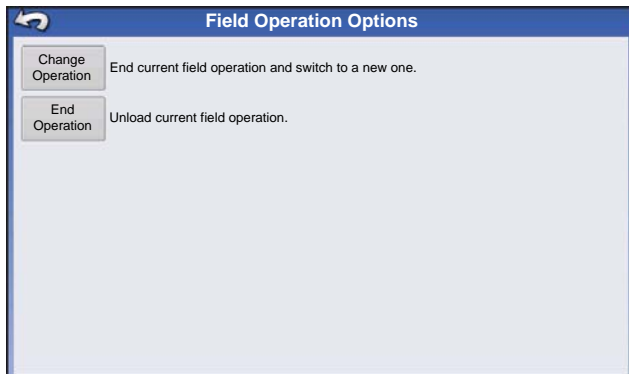 Field Operation Options
Change
Operation
End current field operation and switch to a new one.
End
Operation
Unload current field operation.